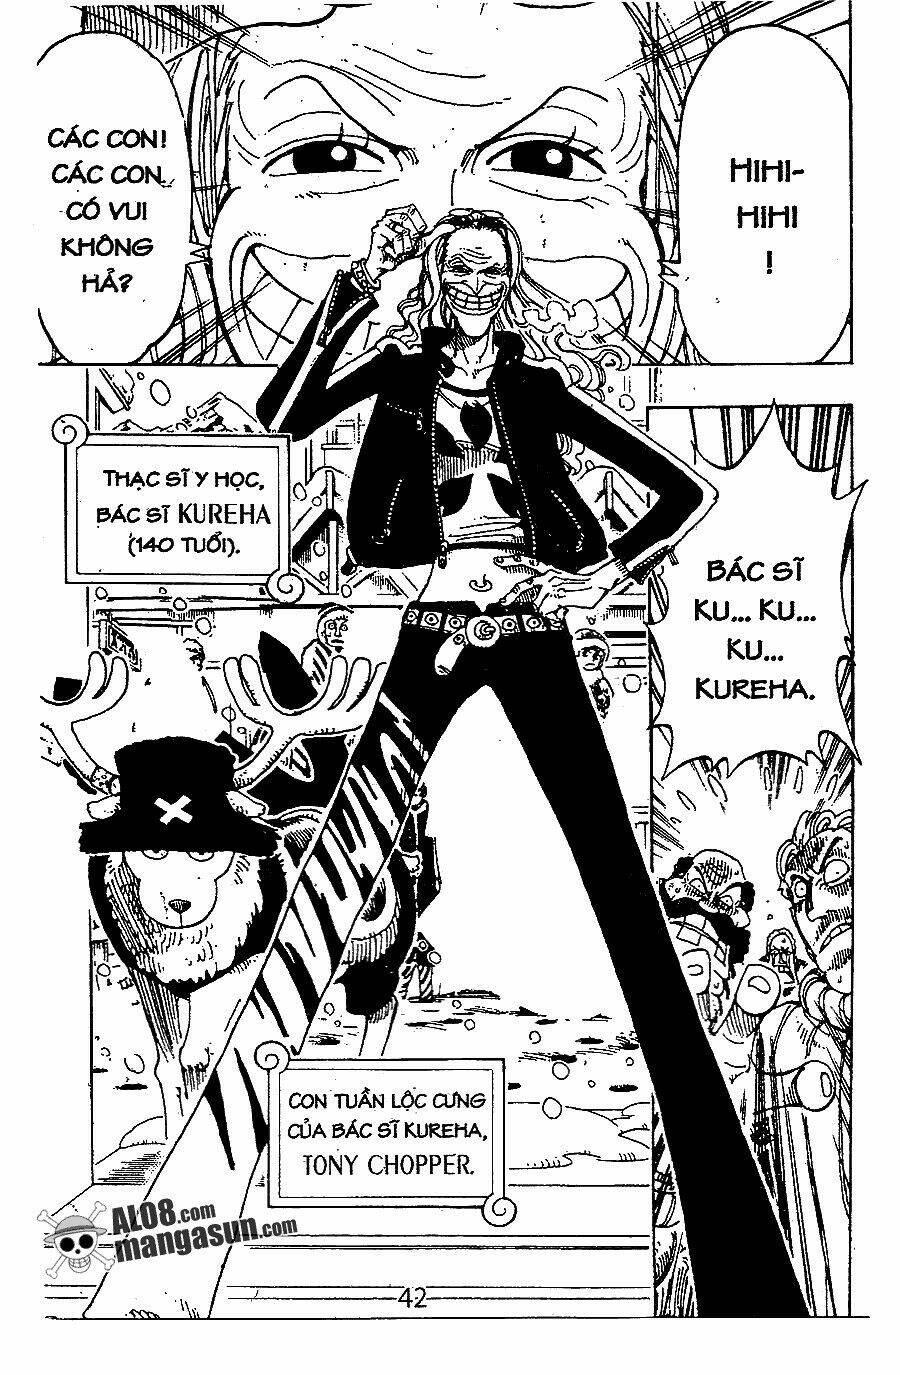 HIHI-
HIHI
!
CÁC CON!
CÁC CON..
CÓ VUI
KHÔNG
HẢ?
THẠC SĨ Y HỌC,
BÁC SĨ KUREHA
(140 TUỔI).
BÁC SĨ
KU... KU...
KU...
KUREHA.
CON TUẦN LỘC CƯNG
CỦA BÁC SĨ KUREHA,
TONY CHOPPER.
AL08.com
mangasun.com
42